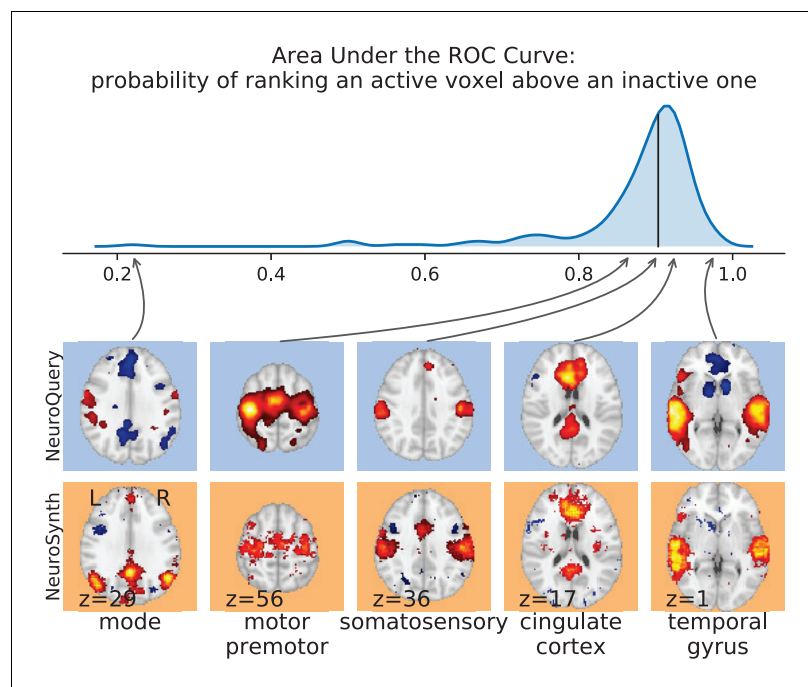 Area Under the ROC Curve:
probability of ranking an active voxel above an inactive one
0.2 0.4 0.6 0.8 1.0
NeuroQuery
L R
NeuroSynth
z=29 z=56 z=36 z=17 z=1
mode motor somatosensory cingulate temporal
premotor cortex gyrus